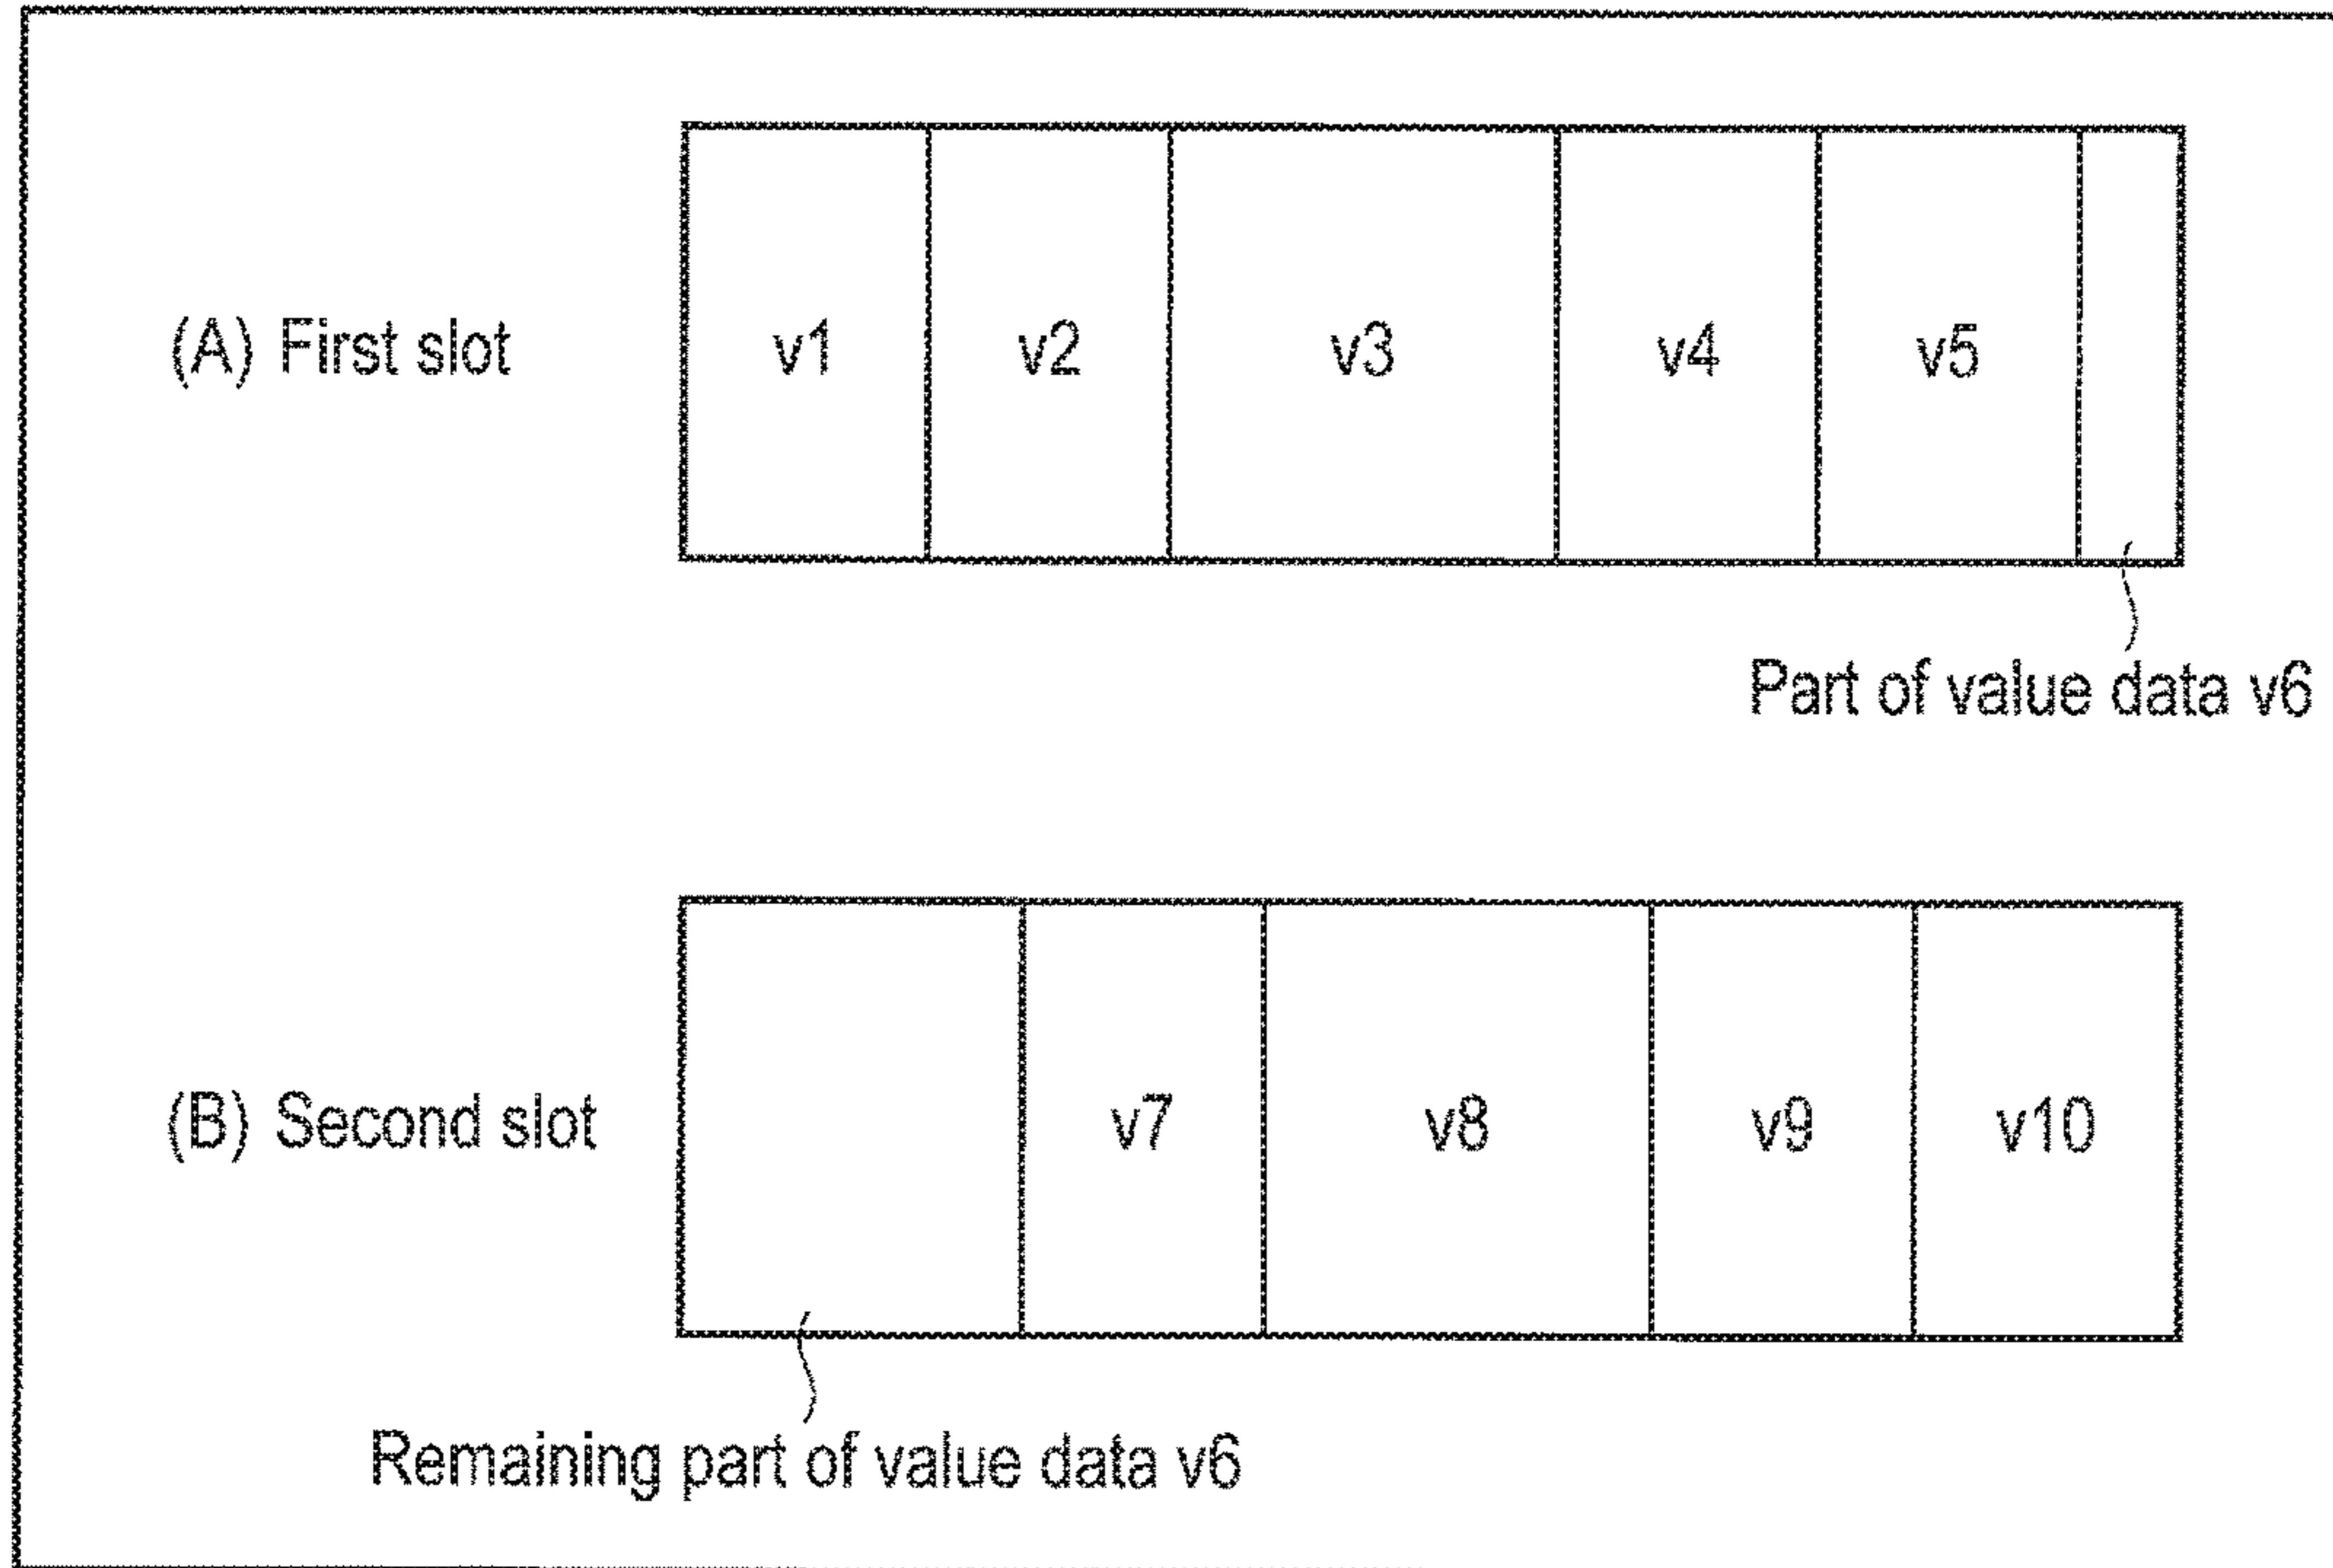 (A) First slot
v1
v2
v3
v4
v5
Part of value data v6
(B) Second slot
v7
v8
v9
v10
Remaining part of value data v6